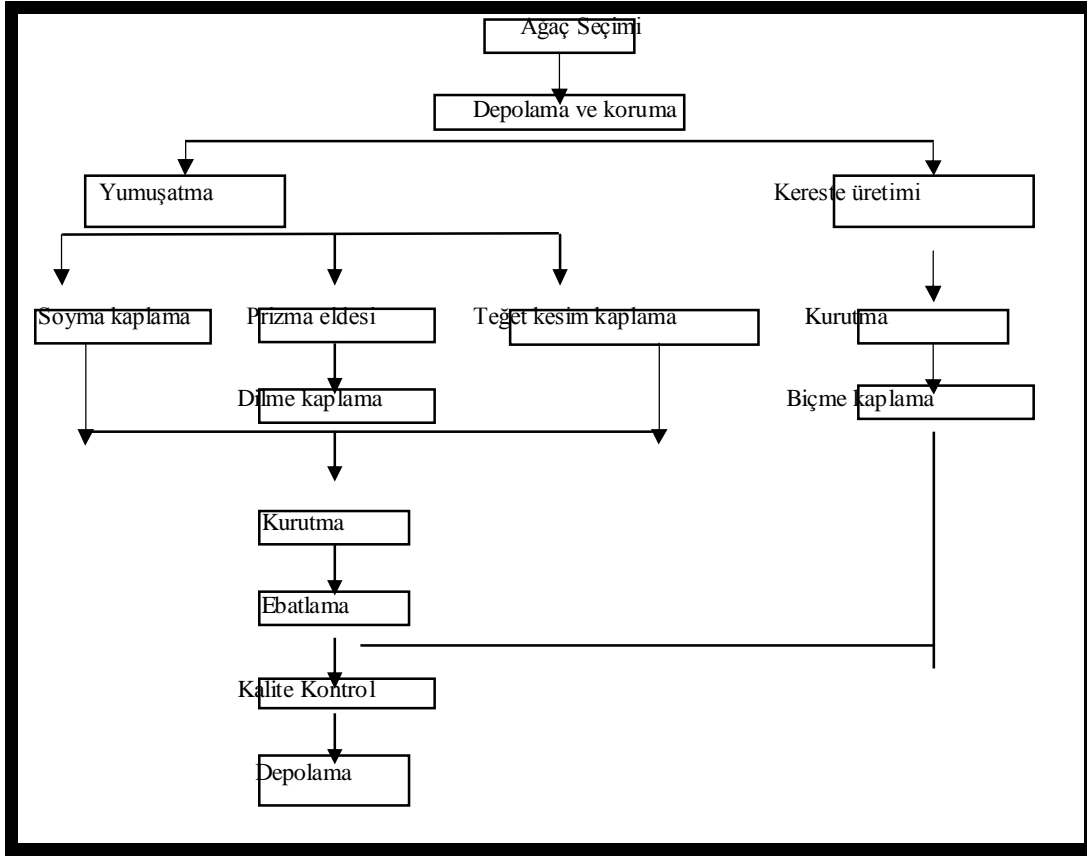 Ağaç Seçimi
Depolama ve koruma
Yumuşatma
Kereste üretimi
Soyma kaplama
Prizma eldesi
Teğet kesim kaplama
Kurutma
Dilme kaplama
Biçme kaplama
Kurutma
Ebatlama
Kalite Kontrol
Depolama